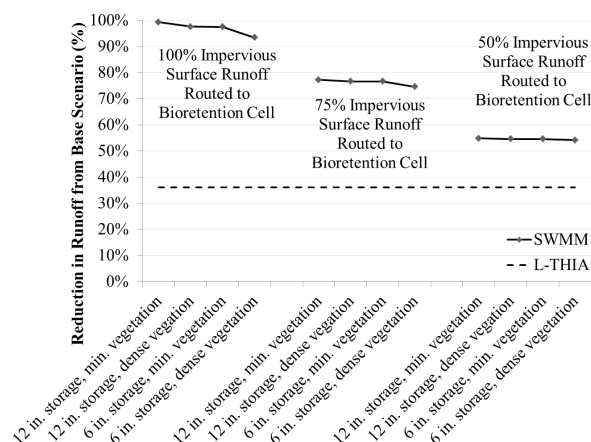 Reduction in Runoff from Base Scenario (%)
100%
90%
80%
70%
60%
50%
40%
30%
20%
10%
0%
100% Impervious
Surface Runoff
Routed to
Bioretention Cell
75% Impervious
Surface Runoff
Routed to
Bioretention Cell
50% Impervious
Surface Runoff
Routed to
Bioretention Cell
SWMM
L-THIA
12 in. storage, min. vegetation
12 in. storage, dense vegation
6 in. storage, min. vegetation
6 in. storage, dense vegetation
12 in. storage, min. vegetation
12 in. storage, dense vegation
6 in. storage, min. vegetation
6 in. storage, dense vegetation
12 in. storage, min. vegetation
12 in. storage, dense vegation
6 in. storage, min. vegetation
6 in. storage, dense vegetation